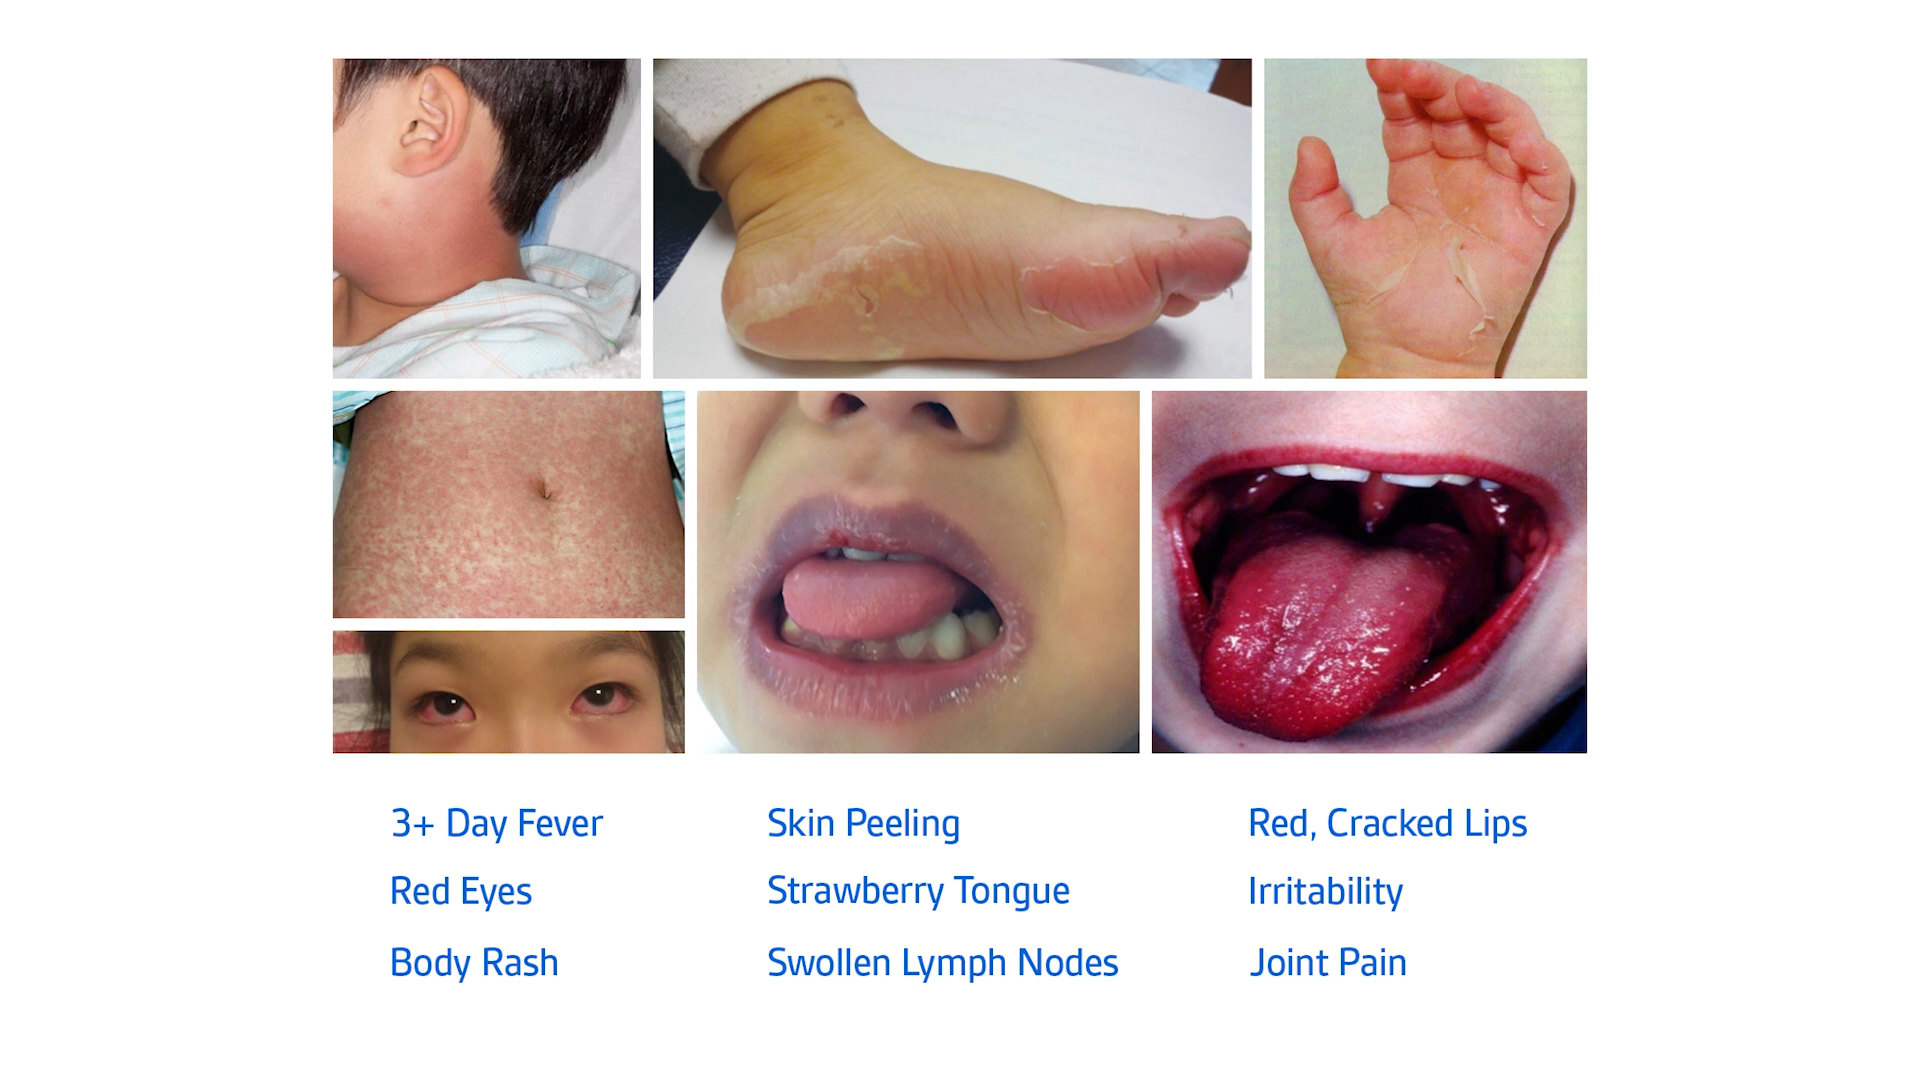 3+ Day Fever
Skin Peeling
Red, Cracked Lips
Red Eyes
Strawberry Tongue
Irritability
Body Rash
Swollen Lymph Nodes
Joint Pain